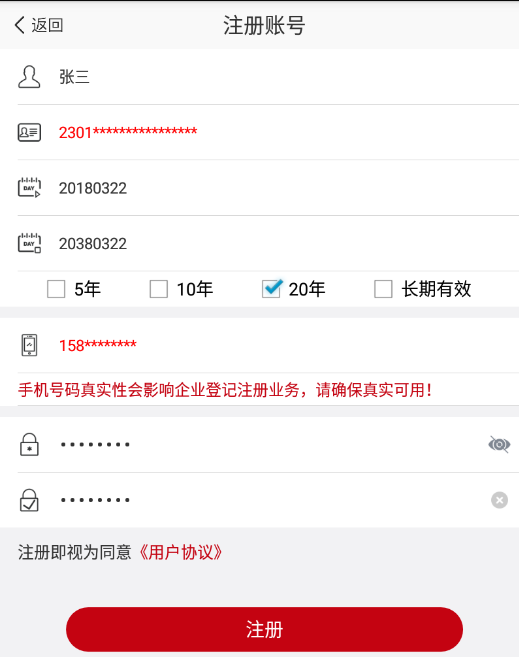 返回 注册账号
张三
2301****************
DAY 20180322
DAY 20380322
5年 10年 20年 长期有效
158********
手机号码真实性会影响企业登记注册业务，请确保真实可用！
••••••••
••••••••
注册即视为同意《用户协议》
注册